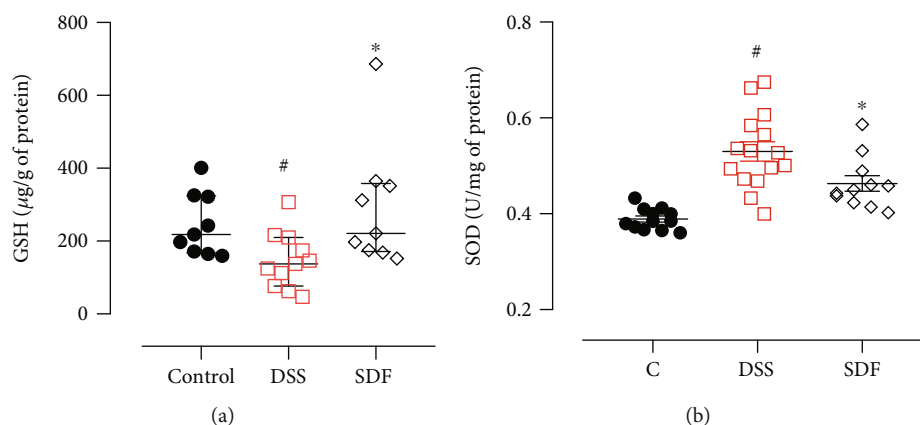 GSH (µg/g of protein)
800
600
400
200
0
#
*
Control DSS SDF
(a)
SOD (U/mg of protein)
0.8
0.6
0.4
0.2
#
*
C DSS SDF
(b)